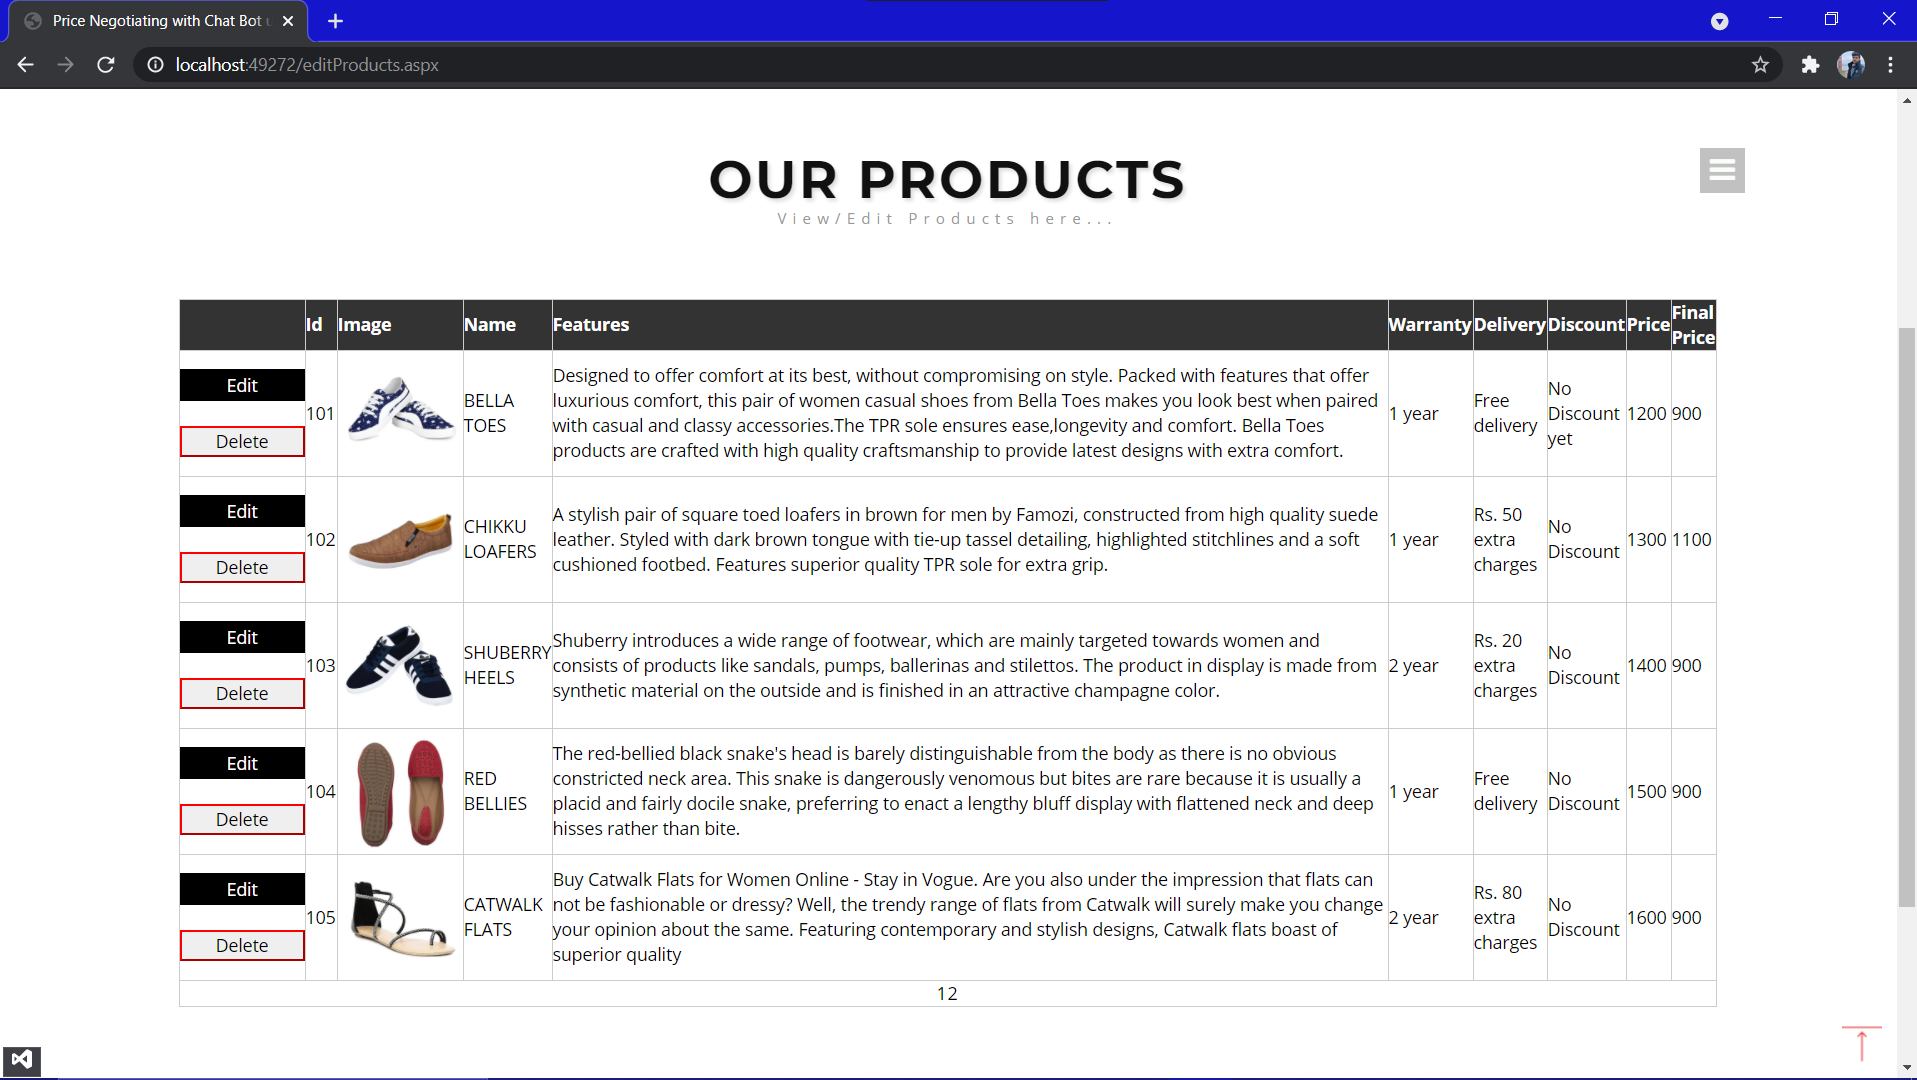 Price Negotiating with Chat Bot
localhost:49272/editProducts.aspx
OUR PRODUCTS
View/Edit Products here...
Id Image Name Features Warranty Delivery Discount Price Final Price
Edit
Delete
101
BELLA
TOES
Designed to offer comfort at its best, without compromising on style. Packed with features that offer
luxurious comfort, this pair of women casual shoes from Bella Toes makes you look best when paired
with casual and classy accessories.The TPR sole ensures ease,longevity and comfort. Bella Toes
products are crafted with high quality craftsmanship to provide latest designs with extra comfort.
1 year
Free
delivery
No
Discount
yet
1200
900
Edit
Delete
102
CHIKKU
LOAFERS
A stylish pair of square toed loafers in brown for men by Famozi, constructed from high quality suede
leather. Styled with dark brown tongue with tie-up tassel detailing, highlighted stitchlines and a soft
cushioned footbed. Features superior quality TPR sole for extra grip.
1 year
Rs. 50
extra
charges
No
Discount
1300
1100
Edit
Delete
103
SHUBERRY
HEELS
Shuberry introduces a wide range of footwear, which are mainly targeted towards women and
consists of products like sandals, pumps, ballerinas and stilettos. The product in display is made from
synthetic material on the outside and is finished in an attractive champagne color.
2 year
Rs. 20
extra
charges
No
Discount
1400
900
Edit
Delete
104
RED
BELLIES
The red-bellied black snake's head is barely distinguishable from the body as there is no obvious
constricted neck area. This snake is dangerously venomous but bites are rare because it is usually a
placid and fairly docile snake, preferring to enact a lengthy bluff display with flattened neck and deep
hisses rather than bite.
1 year
Free
delivery
No
Discount
1500
900
Edit
Delete
105
CATWALK
FLATS
Buy Catwalk Flats for Women Online - Stay in Vogue. Are you also under the impression that flats can
not be fashionable or dressy? Well, the trendy range of flats from Catwalk will surely make you change
your opinion about the same. Featuring contemporary and stylish designs, Catwalk flats boast of
superior quality
2 year
Rs. 80
extra
charges
No
Discount
1600
900
12